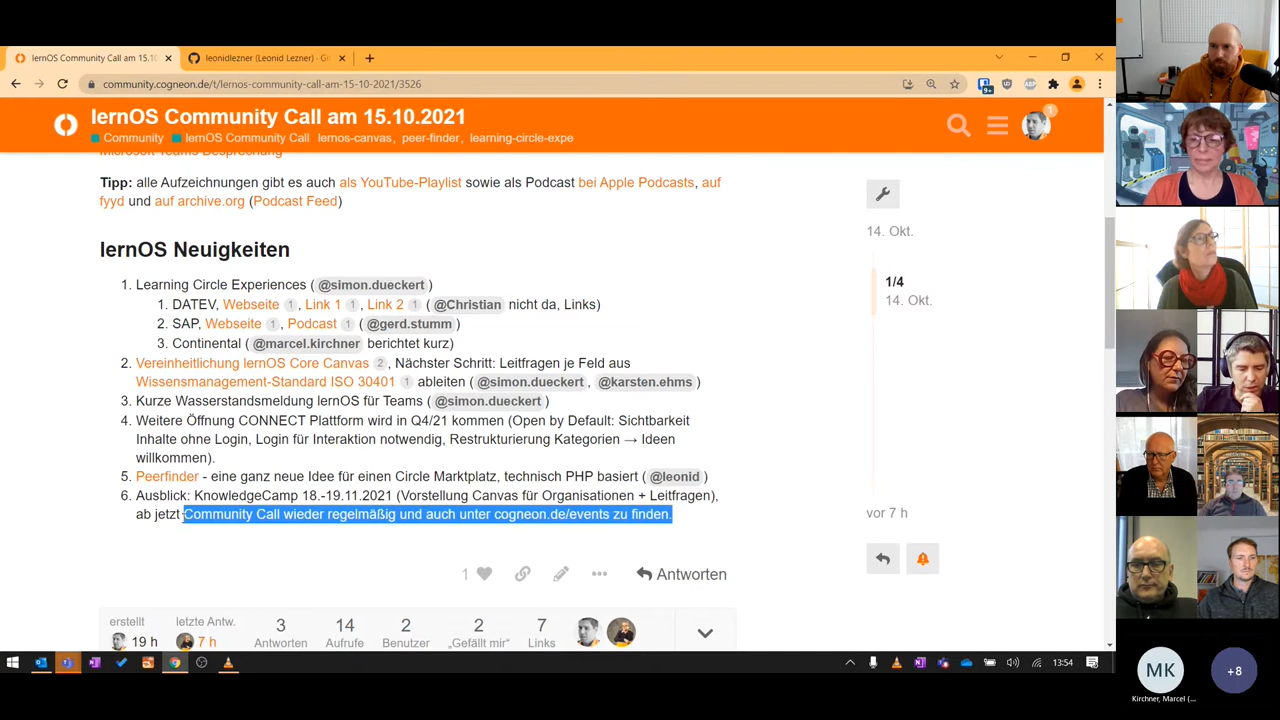 lernOS Community Call am 15.10
leonidlezner (Leonid Lezner) · Gi
community.cogneon.de/t/lernos-community-call-am-15-10-2021/3526
9+
lernOS Community Call am 15.10.2021
Community lernOS Community Call lernos-canvas, peer-finder, learning-circle-expe
1
Microsoft Teams Besprechung
Tipp: alle Aufzeichnungen gibt es auch als YouTube-Playlist sowie als Podcast bei Apple Podcasts, auf
fyyd und auf archive.org (Podcast Feed)
14. Okt.
lernOS Neuigkeiten
1. Learning Circle Experiences ( @simon.dueckert )
1/4
14. Okt.
1. DATEV, Webseite 1 , Link 1 1 , Link 2 1 ( @Christian nicht da, Links)
2. SAP, Webseite 1 , Podcast 1 ( @gerd.stumm )
3. Continental ( @marcel.kirchner berichtet kurz)
2. Vereinheitlichung lernOS Core Canvas 2 , Nächster Schritt: Leitfragen je Feld aus
Wissensmanagement-Standard ISO 30401 1 ableiten ( @simon.dueckert , @karsten.ehms )
3. Kurze Wasserstandsmeldung lernOS für Teams ( @simon.dueckert )
4. Weitere Öffnung CONNECT Plattform wird in Q4/21 kommen (Open by Default: Sichtbarkeit
Inhalte ohne Login, Login für Interaktion notwendig, Restrukturierung Kategorien → Ideen
willkommen).
5. Peerfinder - eine ganz neue Idee für einen Circle Marktplatz, technisch PHP basiert ( @leonid )
6. Ausblick: KnowledgeCamp 18.-19.11.2021 (Vorstellung Canvas für Organisationen + Leitfragen),
ab jetzt Community Call wieder regelmäßig und auch unter cogneon.de/events zu finden.
vor 7 h
1 Antworten
erstellt letzte Antw. 3 14 2 2 7
19 h 7 h Antworten Aufrufe Benutzer „Gefällt mir“ Links
13:54
MK
+8
Kirchner, Marcel (...